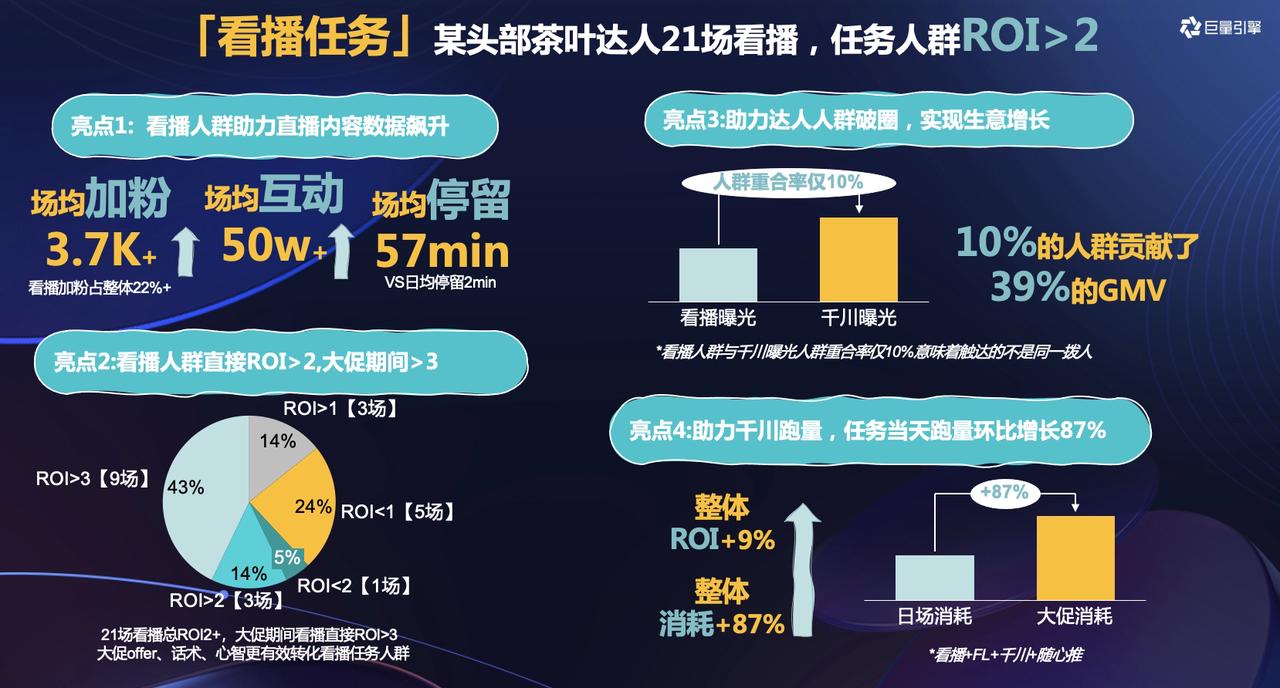 「看播任务」某头部茶叶达人21场看播，任务人群ROI>2
巨量引擎
亮点1：看播人群助力直播内容数据飙升
场均加粉
3.7K+
看播加粉占整体22%+
场均互动
50w+
场均停留
57min
VS日均停留2min
亮点2:看播人群直接ROI>2,大促期间>3
ROI>1【3场】
14%
ROI>3【9场】
43%
24%
ROI<1【5场】
5%
ROI<2【1场】
14%
ROI>2【3场】
21场看播总ROI2+，大促期间看播直接ROI>3
大促offer、话术、心智更有效转化看播任务人群
亮点3:助力达人人群破圈，实现生意增长
人群重合率仅10%
看播曝光
千川曝光
10%的人群贡献了
39%的GMV
*看播人群与千川曝光人群重合率仅10%意味着触达的不是同一拨人
亮点4:助力千川跑量，任务当天跑量环比增长87%
整体
ROI+9%
整体
消耗+87%
+87%
日场消耗
大促消耗
*看播+FL+千川+随心推